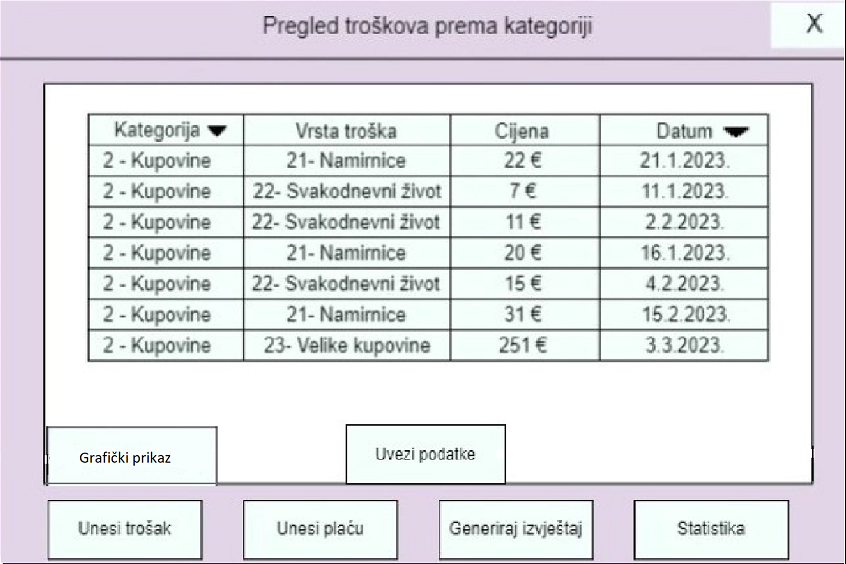 Pregled troškova prema kategoriji X
Kategorija Vrsta troška Cijena Datum
2 - Kupovine 21- Namirnice 22 € 21.1.2023.
2 - Kupovine 22- Svakodnevni život 7 € 11.1.2023.
2 - Kupovine 22- Svakodnevni život 11 € 2.2.2023.
2 - Kupovine 21- Namirnice 20 € 16.1.2023.
2 - Kupovine 22- Svakodnevni život 15 € 4.2.2023.
2 - Kupovine 21- Namirnice 31 € 15.2.2023.
2 - Kupovine 23- Velike kupovine 251 € 3.3.2023.
Grafički prikaz Uvezi podatke
Unesi trošak Unesi plaću Generiraj izvještaj Statistika